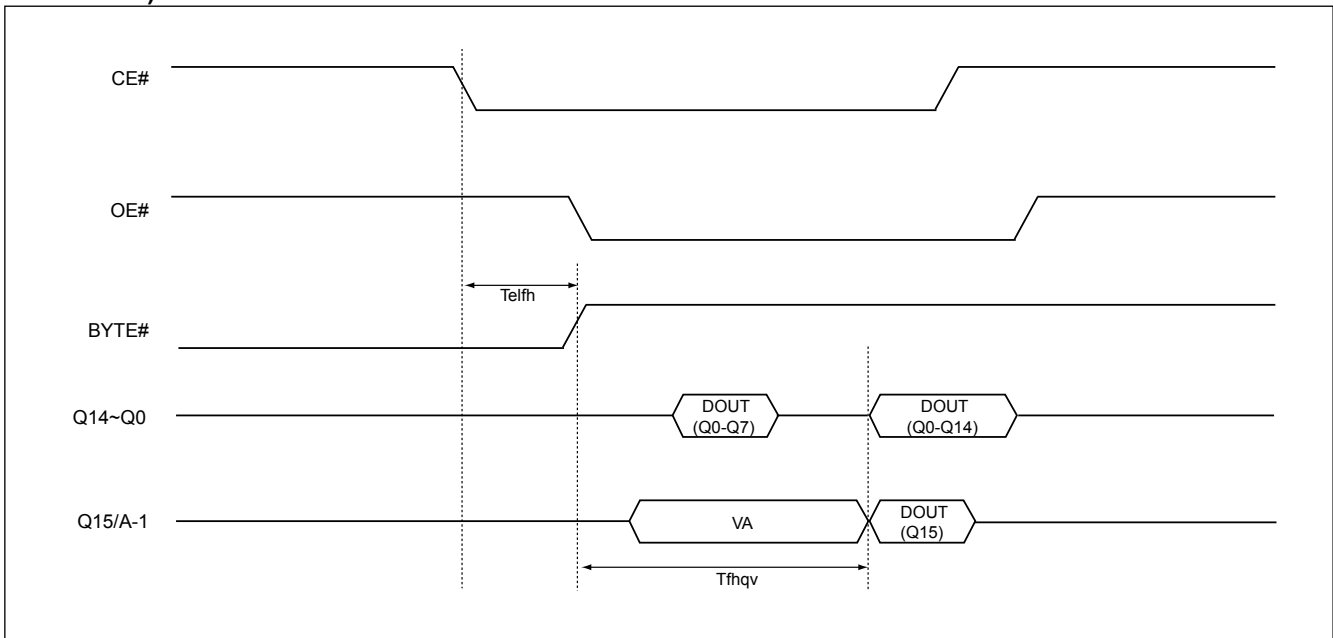 CE#
OE#
Telfh
BYTE#
Q14~Q0
DOUT
(Q0-Q7)
DOUT
(Q0-Q14)
Q15/A-1
VA
DOUT
(Q15)
Tfhqv